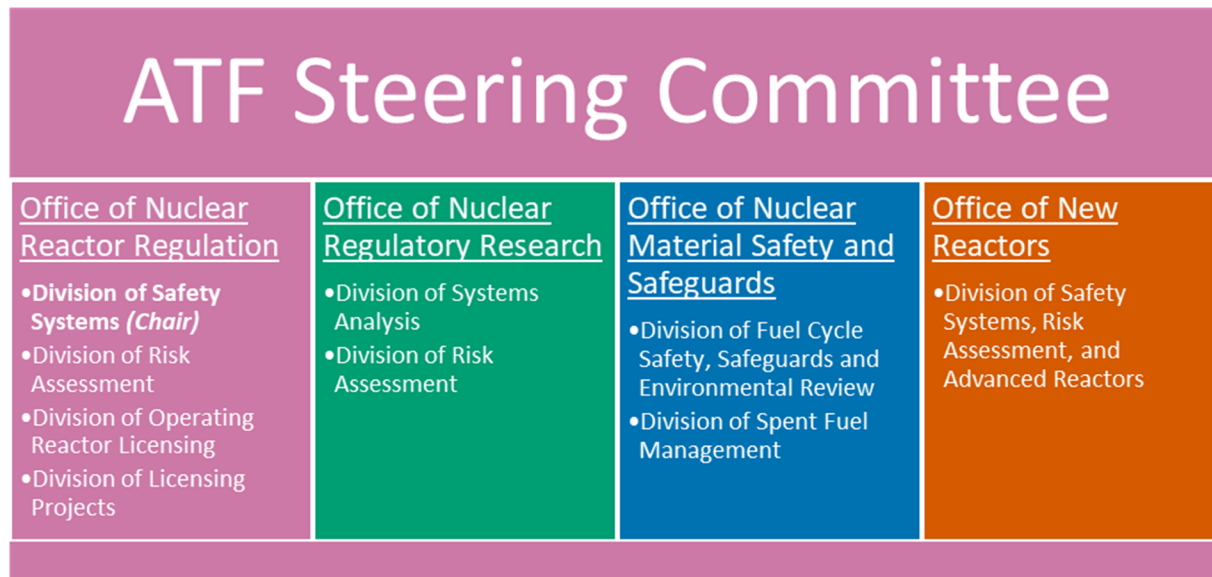 ATF Steering Committee
Office of Nuclear
Reactor Regulation
•Division of Safety
Systems (Chair)
•Division of Risk
Assessment
•Division of Operating
Reactor Licensing
•Division of Licensing
Projects
Office of Nuclear
Regulatory Research
•Division of Systems
Analysis
•Division of Risk
Assessment
Office of Nuclear
Material Safety and
Safeguards
•Division of Fuel Cycle
Safety, Safeguards and
Environmental Review
•Division of Spent Fuel
Management
Office of New
Reactors
•Division of Safety
Systems, Risk
Assessment, and
Advanced Reactors